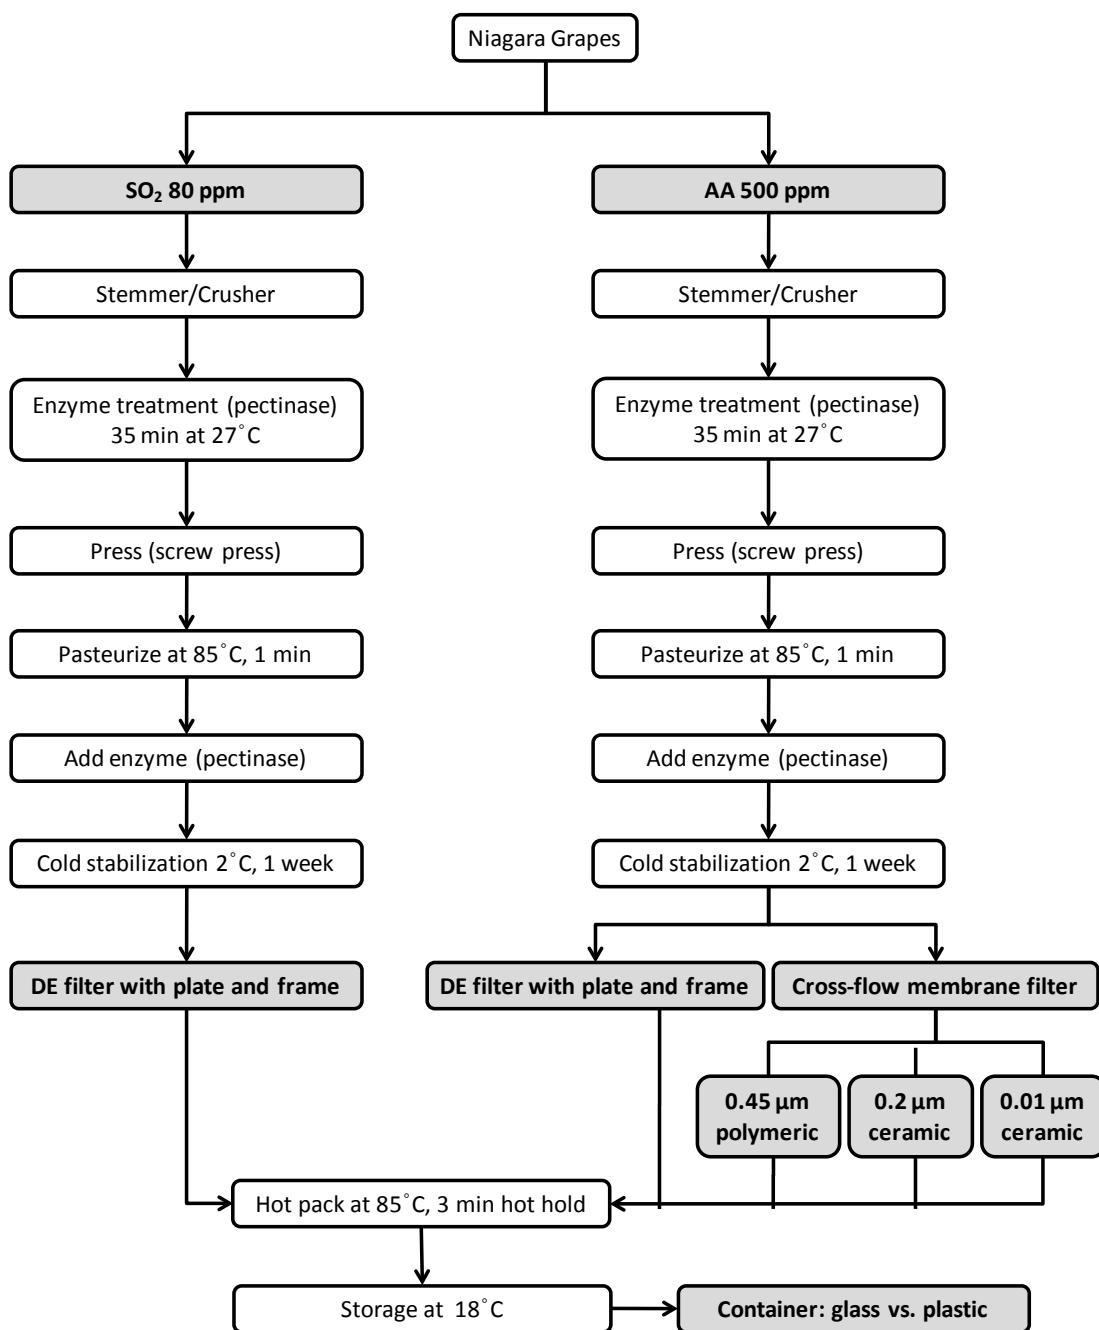 Niagara Grapes
SO₂ 80 ppm
AA 500 ppm
Stemmer/Crusher
Stemmer/Crusher
Enzyme treatment (pectinase)
35 min at 27˚C
Enzyme treatment (pectinase)
35 min at 27˚C
Press (screw press)
Press (screw press)
Pasteurize at 85˚C, 1 min
Pasteurize at 85˚C, 1 min
Add enzyme (pectinase)
Add enzyme (pectinase)
Cold stabilization 2˚C, 1 week
Cold stabilization 2˚C, 1 week
DE filter with plate and frame
DE filter with plate and frame
Cross-flow membrane filter
0.45 µm
polymeric
0.2 µm
ceramic
0.01 µm
ceramic
Hot pack at 85˚C, 3 min hot hold
Storage at 18˚C
Container: glass vs. plastic